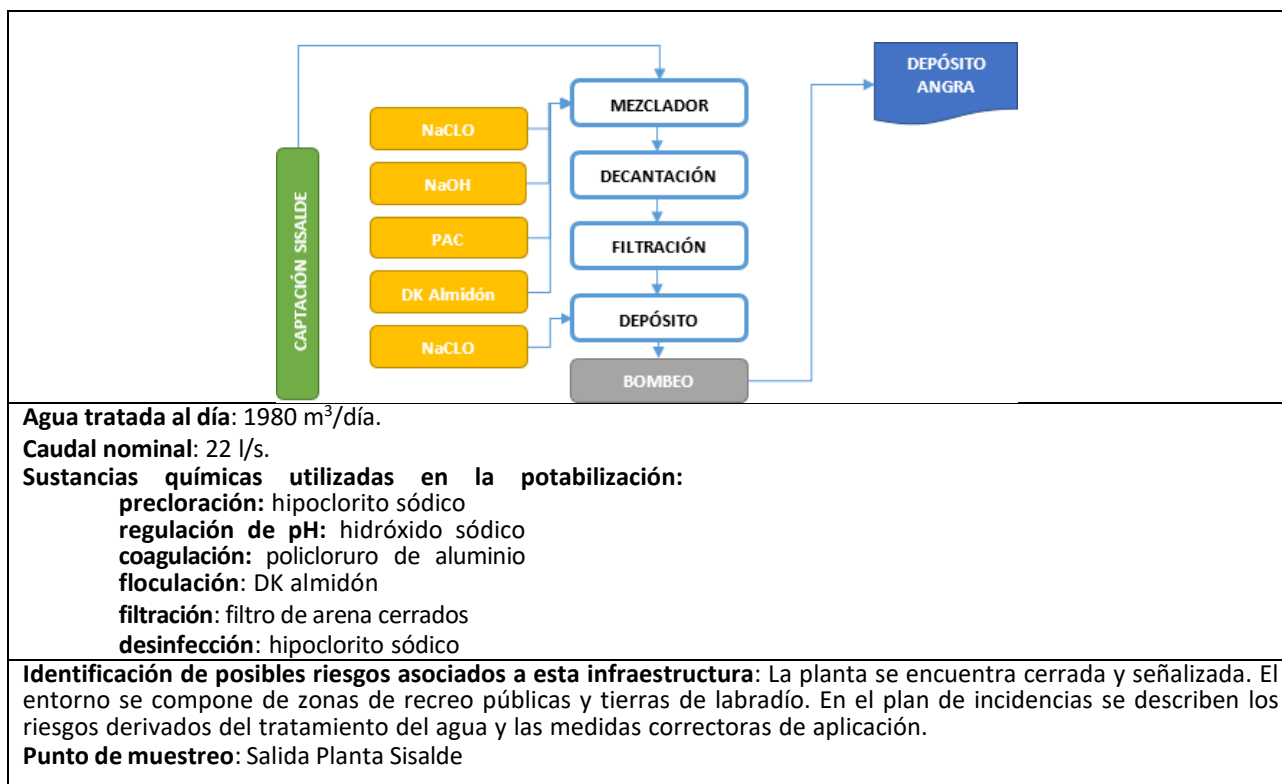 DEPÓSITO
ANGRA
MEZCLADOR
NaCLO
DECANTACIÓN
NaOH
CAPTACIÓN SISALDE
PAC
FILTRACIÓN
DK Almidón
DEPÓSITO
NaCLO
BOMBEO
Agua tratada al día: 1980 m³/día.
Caudal nominal: 22 l/s.
Sustancias químicas utilizadas en la potabilización:
precloración: hipoclorito sódico
regulación de pH: hidróxido sódico
coagulación: policloruro de aluminio
floculación: DK almidón
filtración: filtro de arena cerrados
desinfección: hipoclorito sódico
Identificación de posibles riesgos asociados a esta infraestructura: La planta se encuentra cerrada y señalizada. El
entorno se compone de zonas de recreo públicas y tierras de labradío. En el plan de incidencias se describen los
riesgos derivados del tratamiento del agua y las medidas correctoras de aplicación.
Punto de muestreo: Salida Planta Sisalde